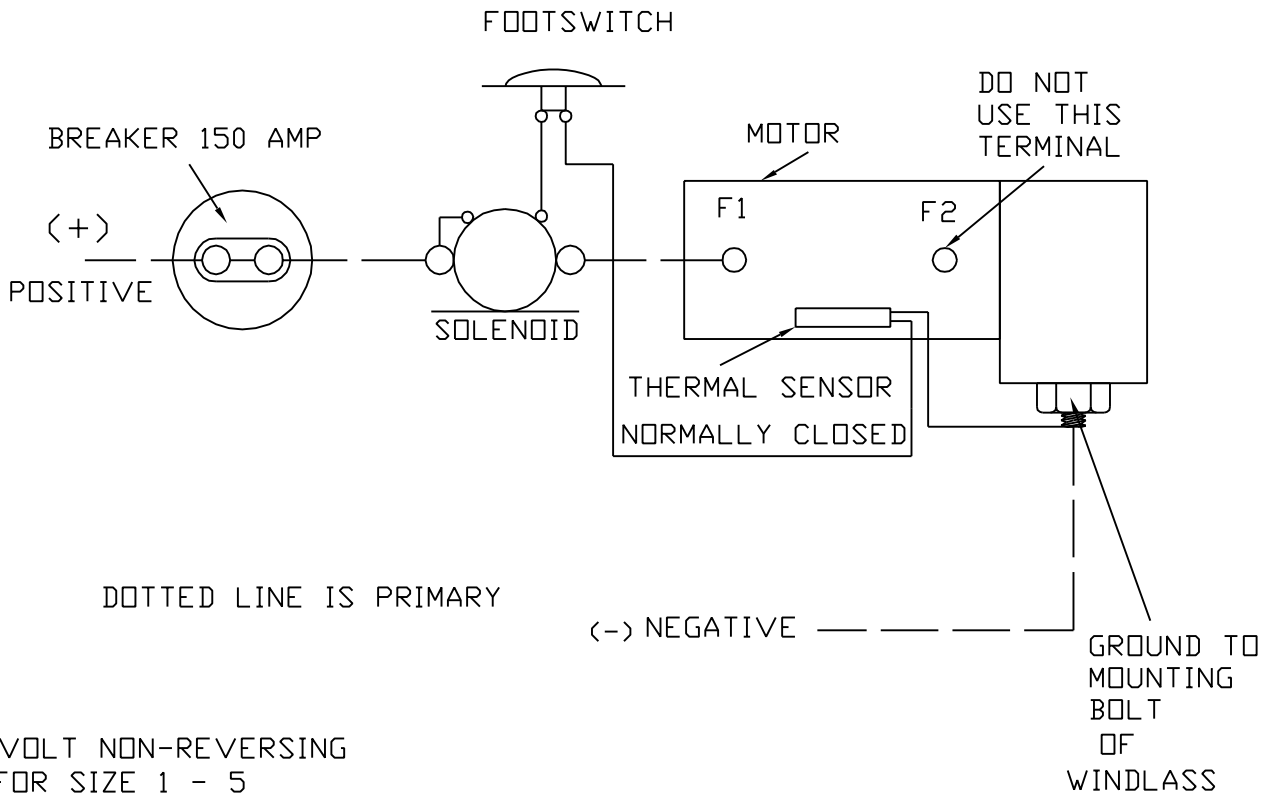 FOOTSWITCH
DO NOT
USE THIS
TERMINAL
BREAKER 150 AMP
MOTOR
F1
F2
(+)
POSITIVE
SOLENOID
THERMAL SENSOR
NORMALLY CLOSED
DOTTED LINE IS PRIMARY
(-) NEGATIVE
GROUND TO
MOUNTING
BOLT
OF
WINDLASS
VOLT NON-REVERSING
FOR SIZE 1 - 5